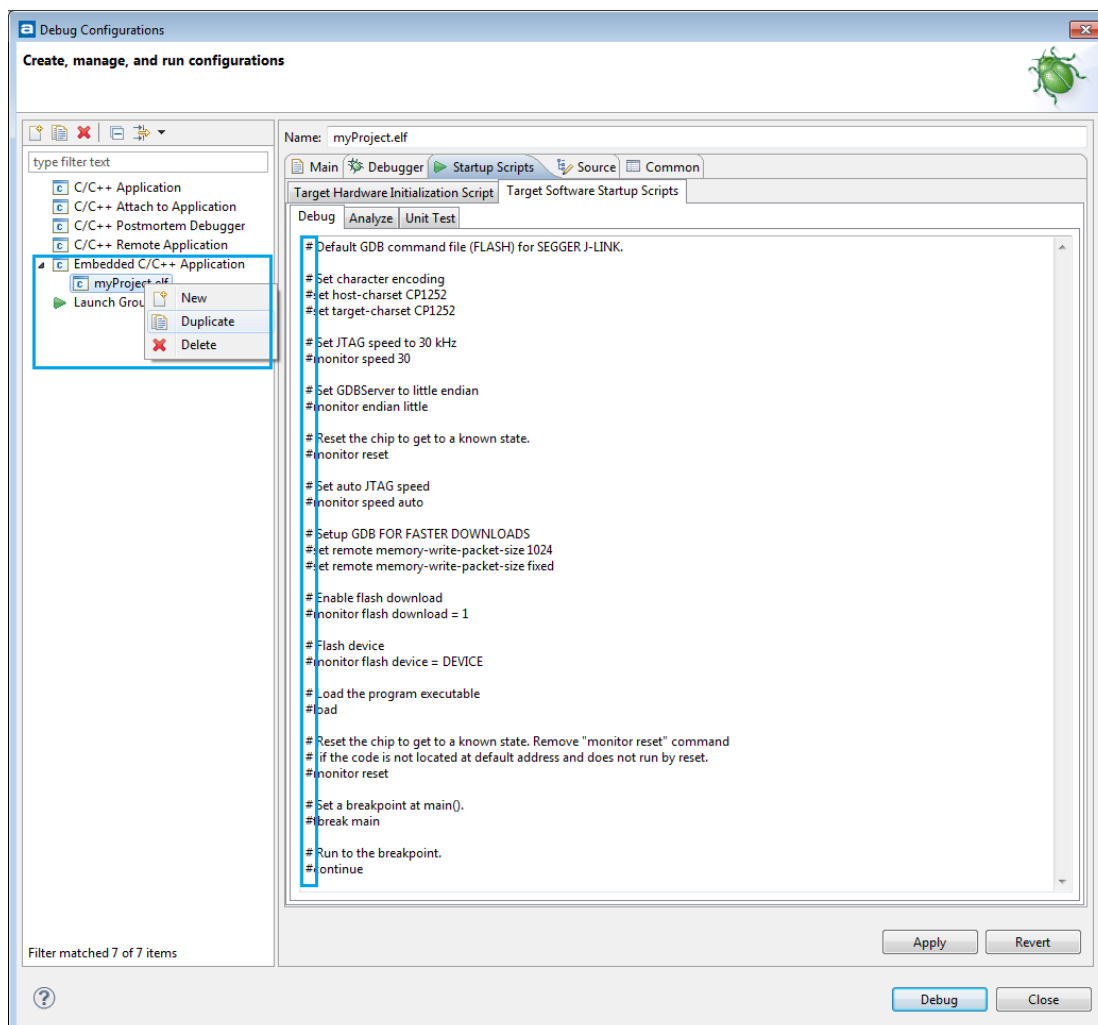 Debug Configurations
Create, manage, and run configurations
type filter text
C/C++ Application
C/C++ Attach to Application
C/C++ Postmortem Debugger
C/C++ Remote Application
Embedded C/C++ Application
myProject.elf
Launch Grou
New
Duplicate
Delete
Filter matched 7 of 7 items
Name: myProject.elf
Main Debugger Startup Scripts Source Common
Target Hardware Initialization Script Target Software Startup Scripts
Debug Analyze Unit Test
# Default GDB command file (FLASH) for SEGGER J-LINK.
# Set character encoding
#set host-charset CP1252
#set target-charset CP1252
# Set JTAG speed to 30 kHz
#monitor speed 30
# Set GDBServer to little endian
#monitor endian little
# Reset the chip to get to a known state.
#monitor reset
# Set auto JTAG speed
#monitor speed auto
# Setup GDB FOR FASTER DOWNLOADS
#set remote memory-write-packet-size 1024
#set remote memory-write-packet-size fixed
# Enable flash download
#monitor flash download = 1
# Flash device
#monitor flash device = DEVICE
# Load the program executable
#load
# Reset the chip to get to a known state. Remove "monitor reset" command
# if the code is not located at default address and does not run by reset.
#monitor reset
# Set a breakpoint at main().
#tbreak main
# Run to the breakpoint.
#continue
Apply Revert
Debug Close